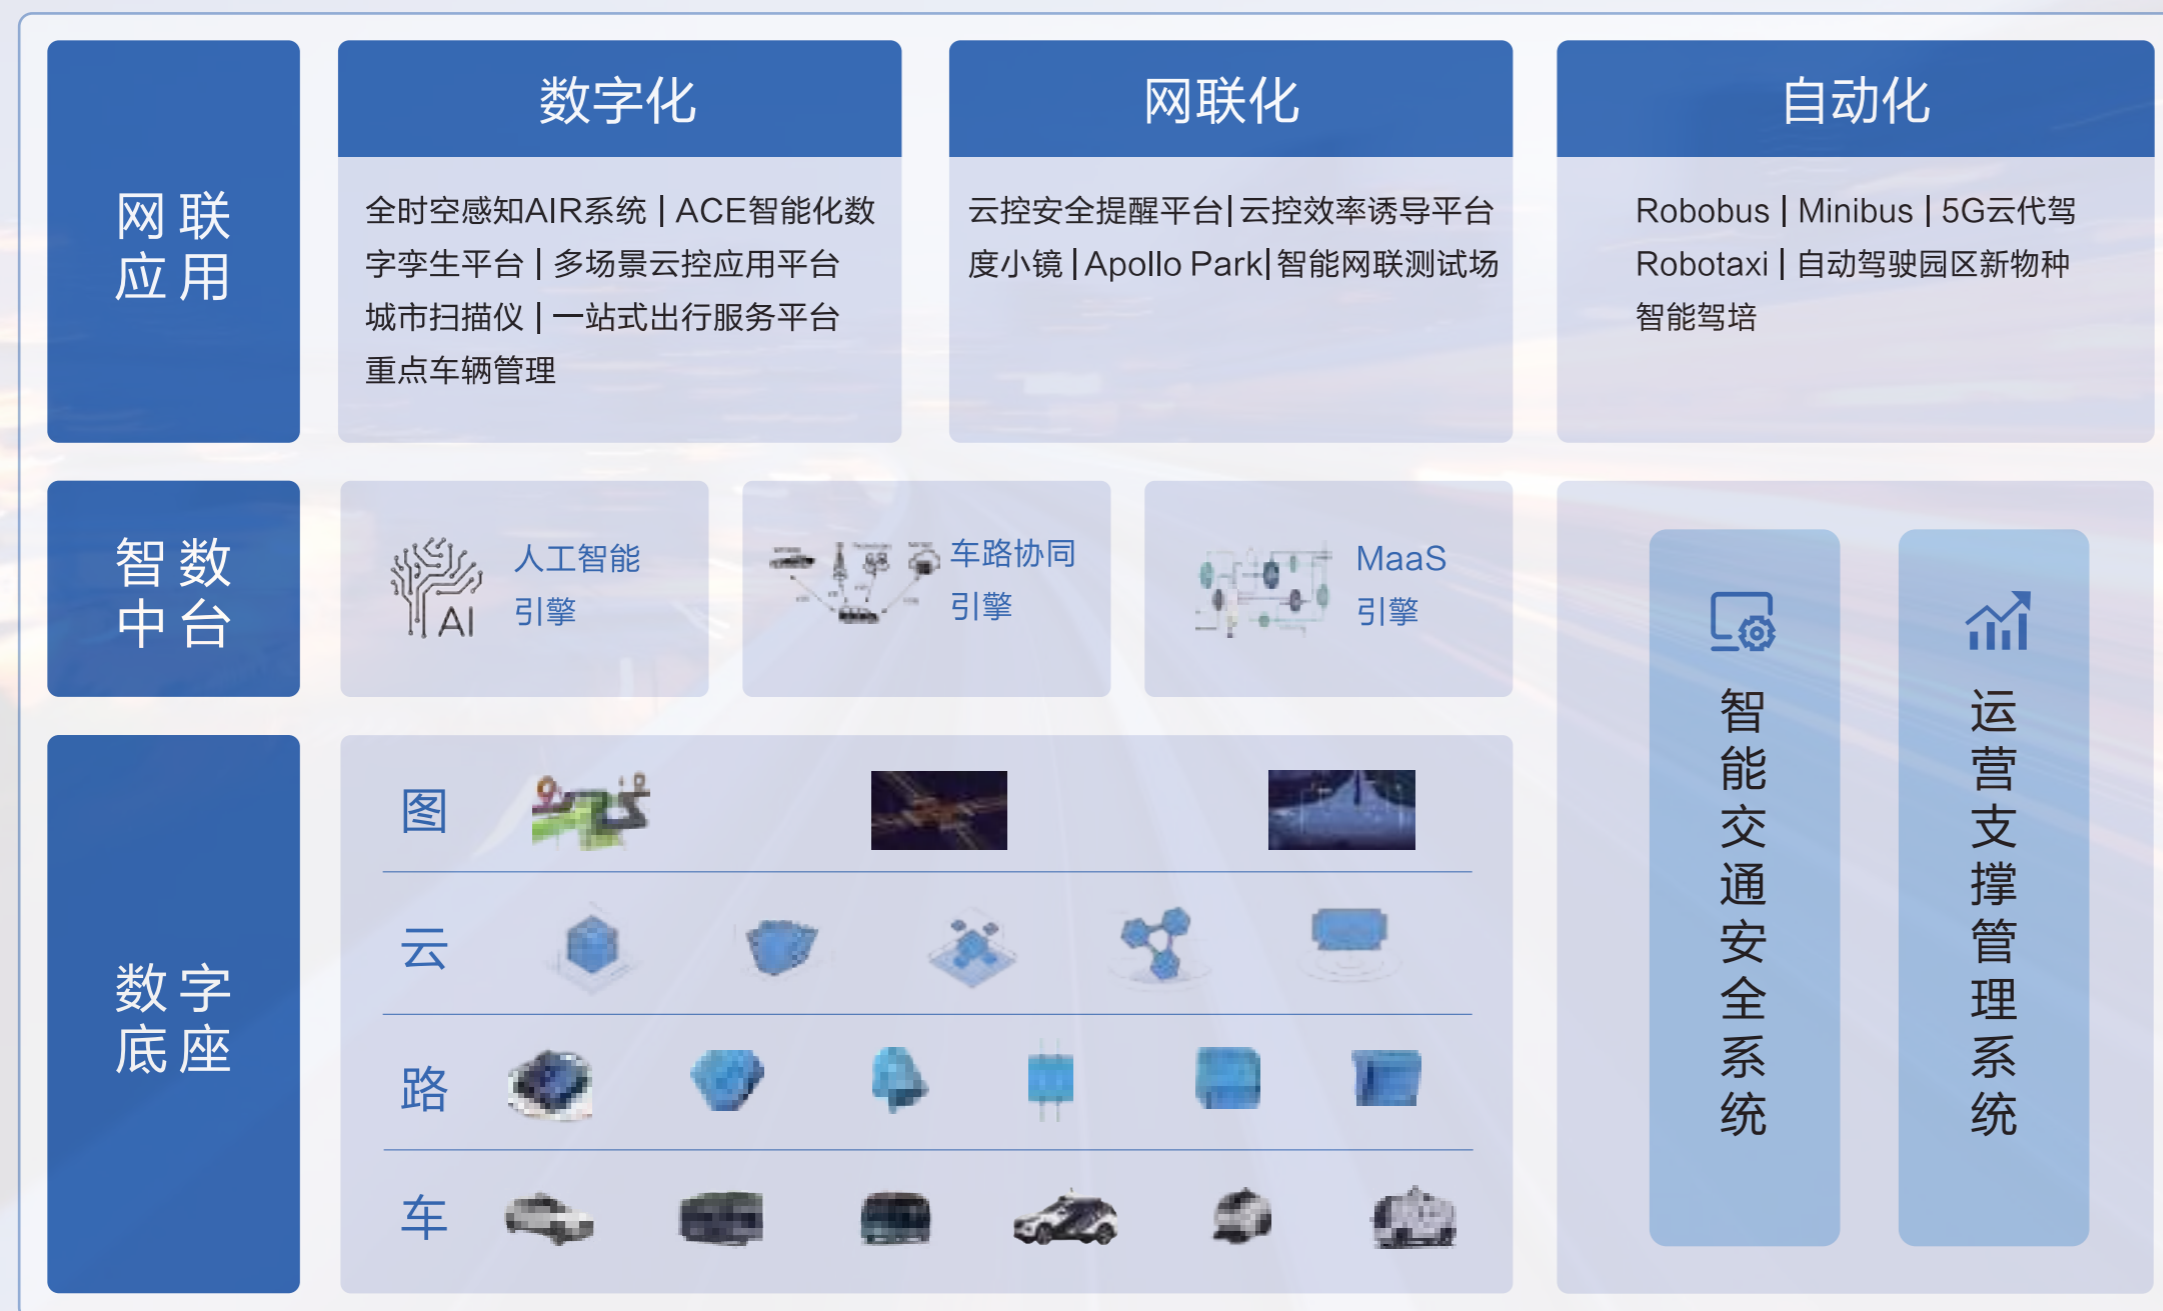 网联
应用
数字化
全时空感知AIR系统 | ACE智能化数
字孪生平台 | 多场景云控应用平台
城市扫描仪 | 一站式出行服务平台
重点车辆管理
网联化
云控安全提醒平台| 云控效率诱导平台
度小镜 | Apollo Park| 智能网联测试场
自动化
Robobus | Minibus | 5G云代驾
Robotaxi | 自动驾驶园区新物种
智能驾培
智数
中台
AI
人工智能
引擎
车路协同
引擎
MaaS
引擎
数字
底座
图
云
路
车
智能交通安全系统
运营支撑管理系统